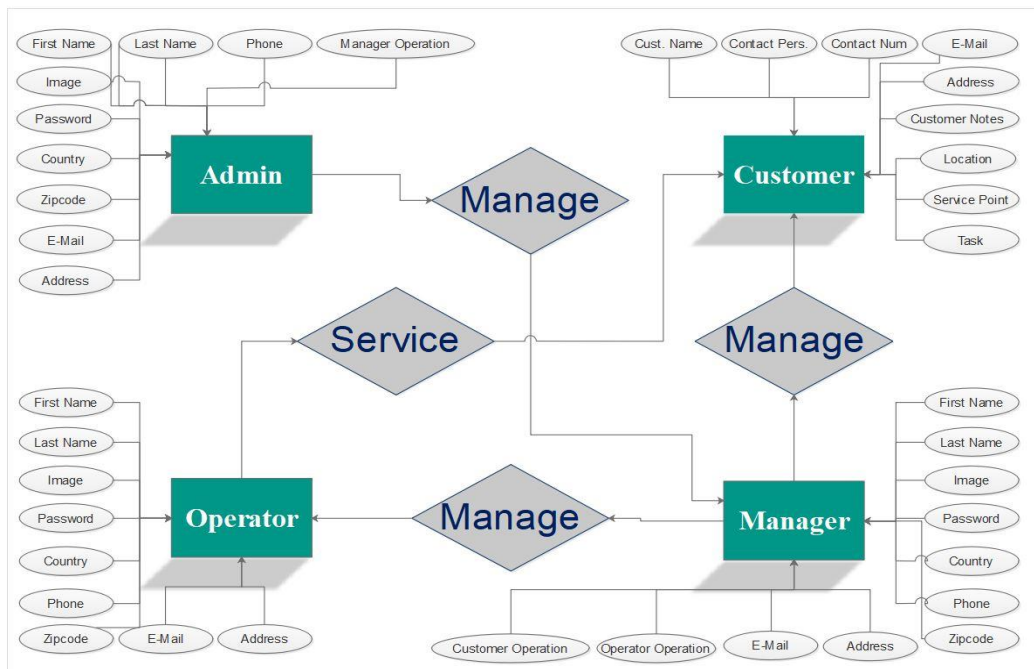 First Name
Last Name
Phone
Manager Operation
Image
Password
Country
Zipcode
E-Mail
Address
Admin
Cust. Name
Contact Pers.
Contact Num
E-Mail
Address
Customer Notes
Location
Service Point
Task
Customer
Manage
Service
Manage
First Name
Last Name
Image
Password
Country
Phone
Zipcode
E-Mail
Address
Operator
Manage
Manager
First Name
Last Name
Image
Password
Country
Phone
Zipcode
Customer Operation
Operator Operation
E-Mail
Address